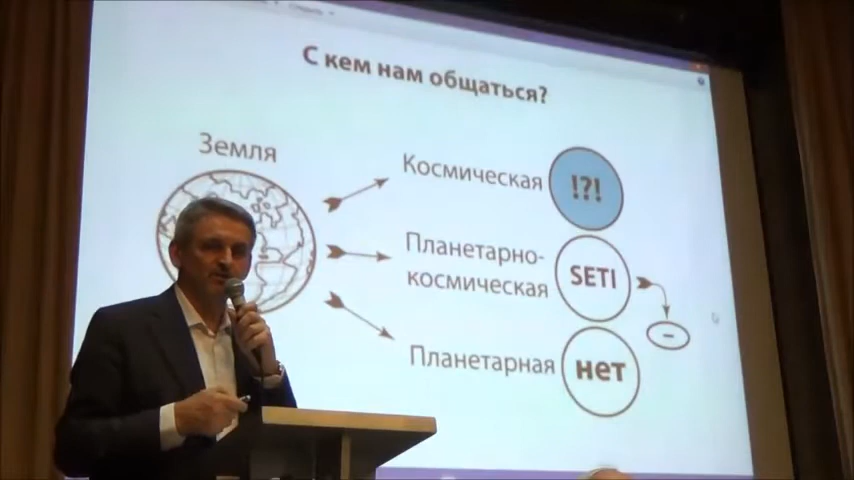 С кем нам общаться?
Земля
Космическая
!?!
Планетарно-
космическая
SETI
–
Планетарная
нет